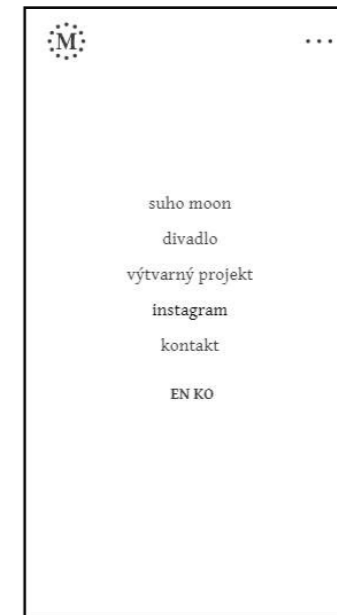 M
...
suho moon
divadlo
výtvarný projekt
instagram
kontakt
EN KO